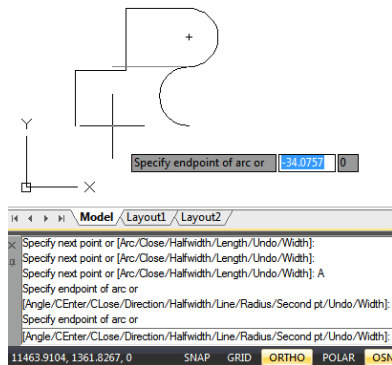 Y
Specify endpoint of arc or -34.0757 0
X
Model Layout1 Layout2
Specify next point or [Arc/Close/Halfwidth/Length/Undo/Width]:
Specify next point or [Arc/Close/Halfwidth/Length/Undo/Width]:
Specify next point or [Arc/Close/Halfwidth/Length/Undo/Width]: A
Specify endpoint of arc or
[Angle/CEnter/CLose/Direction/Halfwidth/Line/Radius/Second pt/Undo/Width]:
Specify endpoint of arc or
[Angle/CEnter/CLose/Direction/Halfwidth/Line/Radius/Second pt/Undo/Width]:
11463.9104, 1361.8267, 0 SNAP GRID ORTHO POLAR OSN